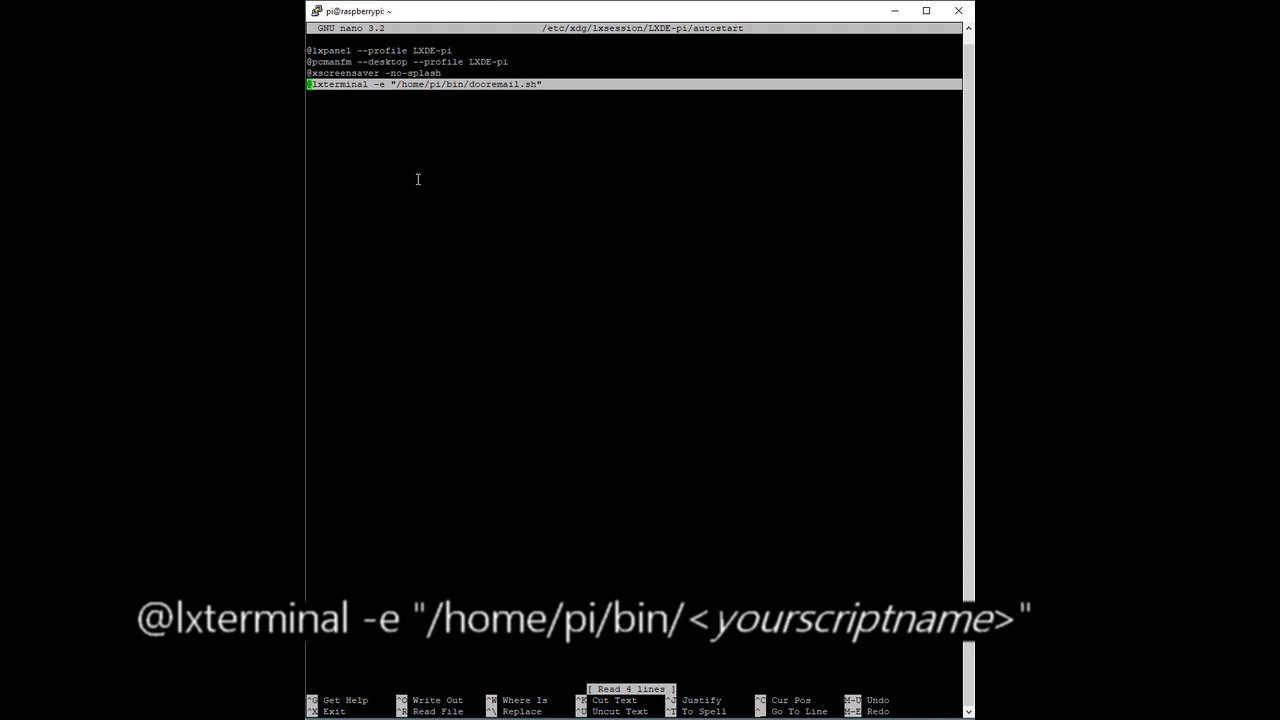 pi@raspberrypi: ~
GNU nano 3.2 /etc/xdg/lxsession/LXDE-pi/autostart
@lxpanel --profile LXDE-pi
@pcmanfm --desktop --profile LXDE-pi
@xscreensaver -no-splash
@lxterminal -e "/home/pi/bin/dooremail.sh"
@lxterminal -e "/home/pi/bin/<yourscriptname>"
[ Read 4 lines ]
^G Get Help ^O Write Out ^W Where Is ^K Cut Text ^J Justify ^C Cur Pos M-U Undo
^X Exit ^R Read File ^\ Replace ^U Uncut Text ^T To Spell ^_ Go To Line M-E Redo